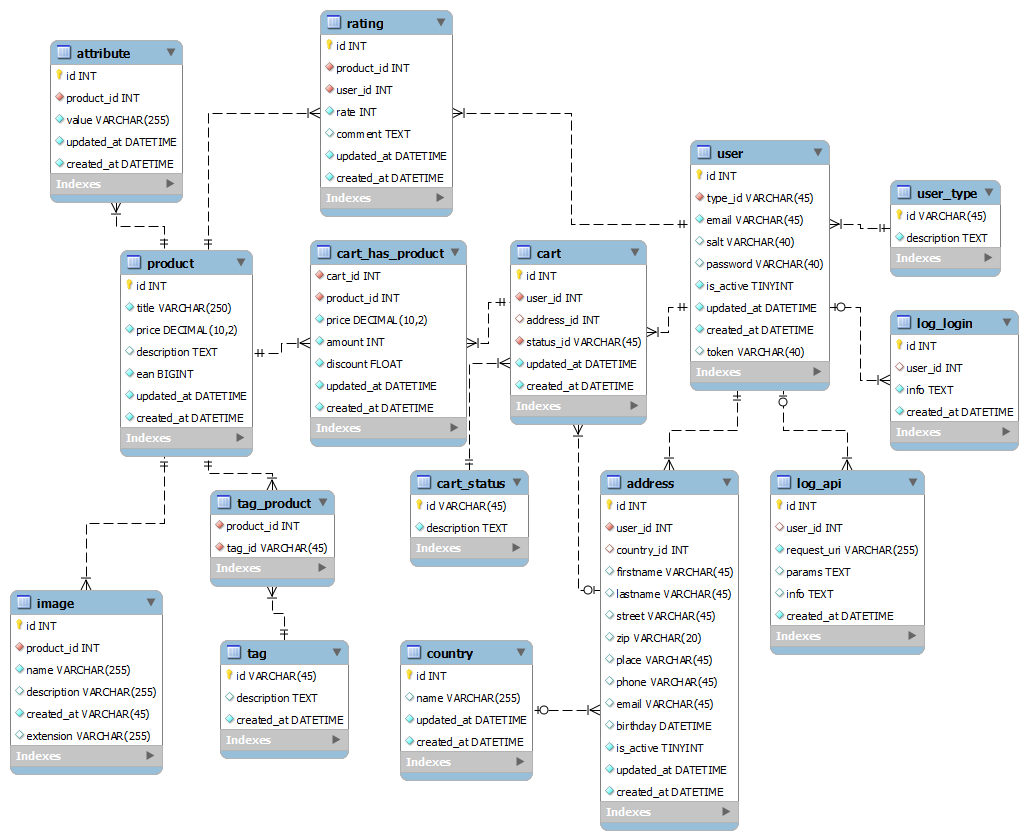 attribute
id INT
product_id INT
value VARCHAR(255)
updated_at DATETIME
created_at DATETIME
Indexes
rating
id INT
product_id INT
user_id INT
rate INT
comment TEXT
updated_at DATETIME
created_at DATETIME
Indexes
user
id INT
type_id VARCHAR(45)
email VARCHAR(45)
salt VARCHAR(40)
password VARCHAR(40)
is_active TINYINT
updated_at DATETIME
created_at DATETIME
token VARCHAR(40)
Indexes
user_type
id VARCHAR(45)
description TEXT
Indexes
product
id INT
title VARCHAR(250)
price DECIMAL(10,2)
description TEXT
ean BIGINT
updated_at DATETIME
created_at DATETIME
Indexes
cart_has_product
cart_id INT
product_id INT
price DECIMAL(10,2)
amount INT
discount FLOAT
updated_at DATETIME
created_at DATETIME
Indexes
cart
id INT
user_id INT
address_id INT
status_id VARCHAR(45)
updated_at DATETIME
created_at DATETIME
Indexes
log_login
id INT
user_id INT
info TEXT
created_at DATETIME
Indexes
tag_product
product_id INT
tag_id VARCHAR(45)
Indexes
cart_status
id VARCHAR(45)
description TEXT
Indexes
address
id INT
user_id INT
country_id INT
firstname VARCHAR(45)
lastname VARCHAR(45)
street VARCHAR(45)
zip VARCHAR(20)
place VARCHAR(45)
phone VARCHAR(45)
email VARCHAR(45)
birthday DATETIME
is_active TINYINT
updated_at DATETIME
created_at DATETIME
Indexes
log_api
id INT
user_id INT
request_uri VARCHAR(255)
params TEXT
info TEXT
created_at DATETIME
Indexes
image
id INT
product_id INT
name VARCHAR(255)
description VARCHAR(255)
created_at VARCHAR(45)
extension VARCHAR(255)
Indexes
tag
id VARCHAR(45)
description TEXT
created_at DATETIME
Indexes
country
id INT
name VARCHAR(255)
updated_at DATETIME
created_at DATETIME
Indexes